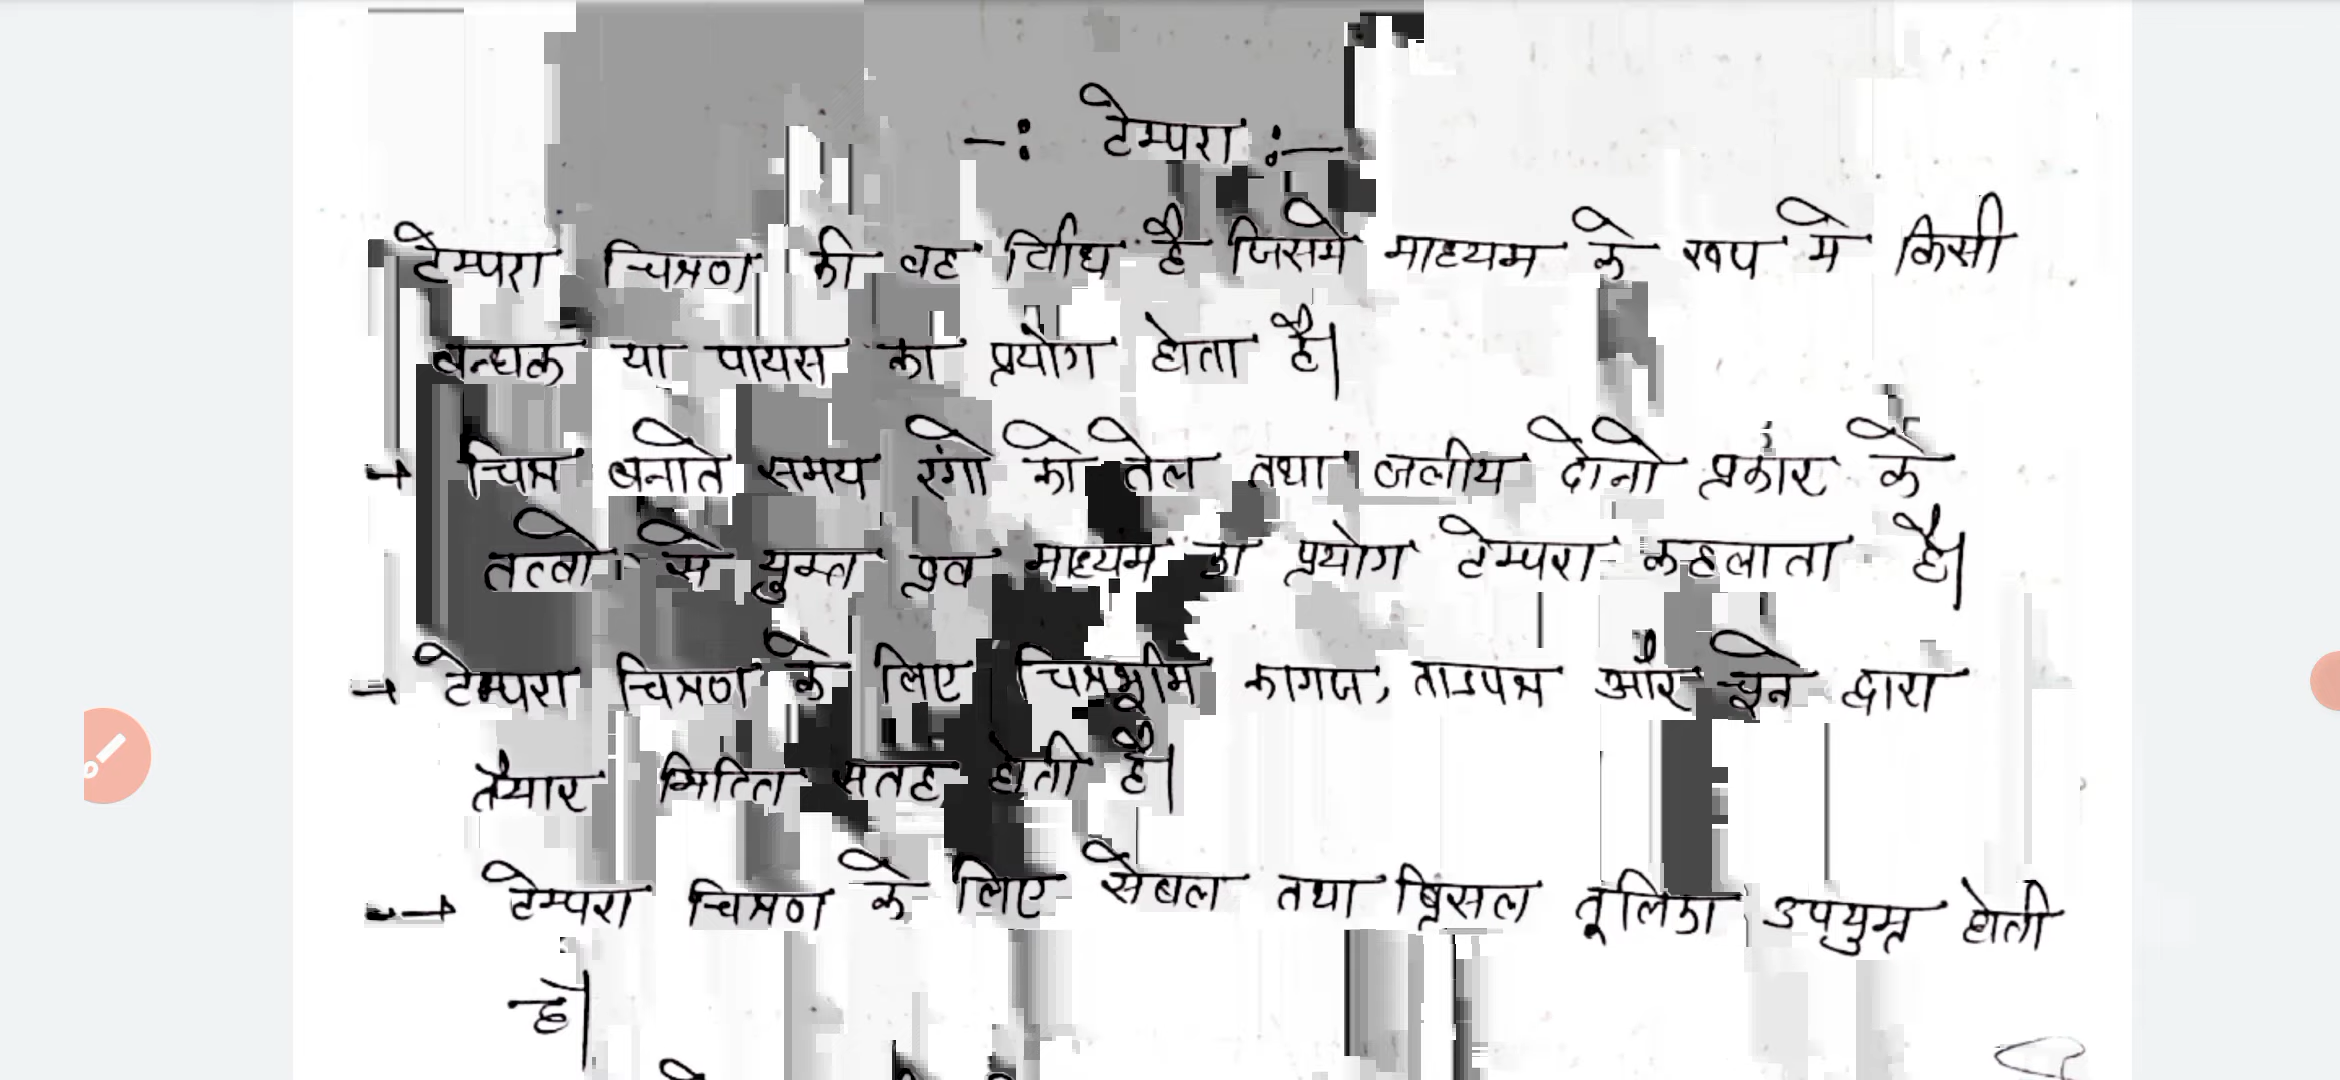 -: टेम्परा :-
टेम्परा चित्रण की वह विधि है जिसमे माध्यम के रूप मे किसी
बन्धक या पायस का प्रयोग होता है।
→ चित्र बनाते समय रंगो को तेल तथा जलीय दोनो प्रकार के
तत्वो से युक्त द्रव माध्यम का प्रयोग टेम्परा कहलाता है।
→ टेम्परा चित्रण के लिए चित्रभूमि कागज, ताडपत्र और चूने द्वारा
तैयार भित्ति सतह होती है।
→ टेम्परा चित्रण के लिए सेबल तथा ब्रिसल तूलिका उपयुक्त होती
है।